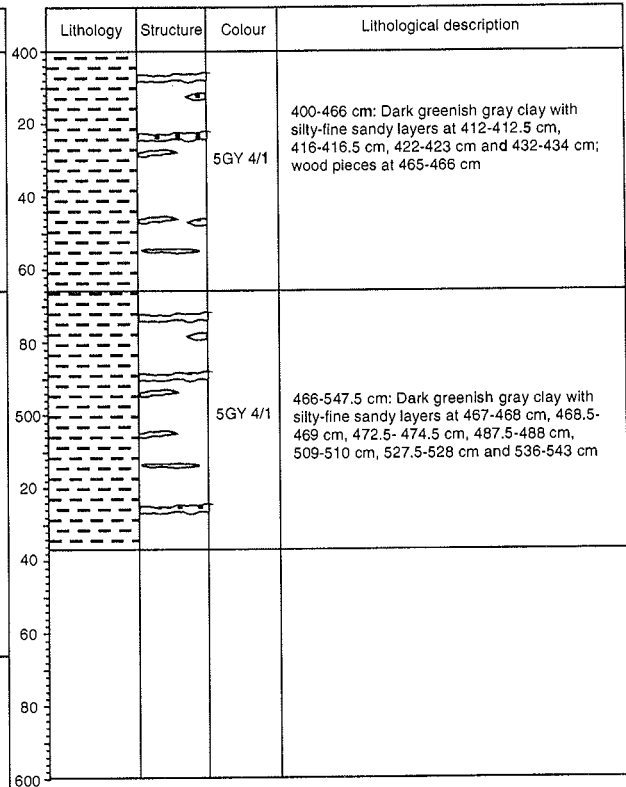 Lithology Structure Colour Lithological description
400
20
40
60
80
500
20
40
60
80
600
5GY 4/1
400-466 cm: Dark greenish gray clay with
silty-fine sandy layers at 412-412.5 cm,
416-416.5 cm, 422-423 cm and 432-434 cm;
wood pieces at 465-466 cm
5GY 4/1
466-547.5 cm: Dark greenish gray clay with
silty-fine sandy layers at 467-468 cm, 468.5-
469 cm, 472.5- 474.5 cm, 487.5-488 cm,
509-510 cm, 527.5-528 cm and 536-543 cm